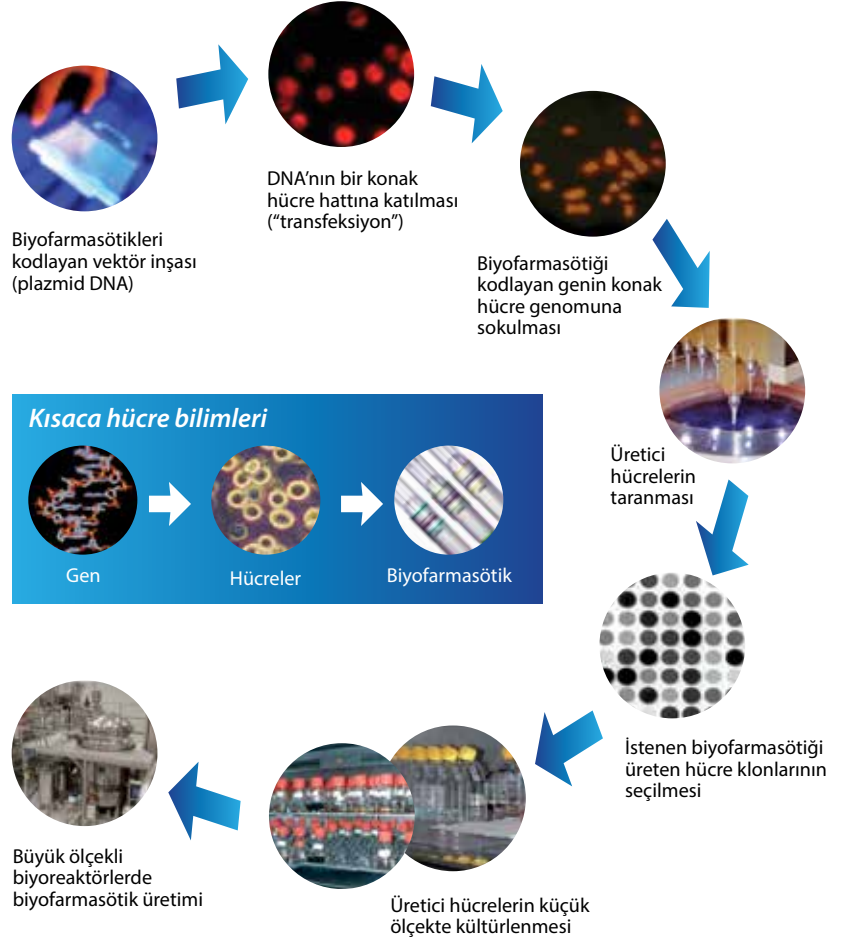 Biyofarmasötikleri
kodlayan vektör inşası
(plazmid DNA)
DNA’nın bir konak
hücre hattına katılması
(“transfeksiyon”)
Biyofarmasötiği
kodlayan genin konak
hücre genomuna
sokulması
Üretici
hücrelerin
taranması
Kısaca hücre bilimleri
Gen
Hücreler
Biyofarmasötik
İstenen biyofarmasötiği
üreten hücre klonlarının
seçilmesi
Üretici hücrelerin küçük
ölçekte kültürlenmesi
Büyük ölçekli
biyoreaktörlerde
biyofarmasötik üretimi